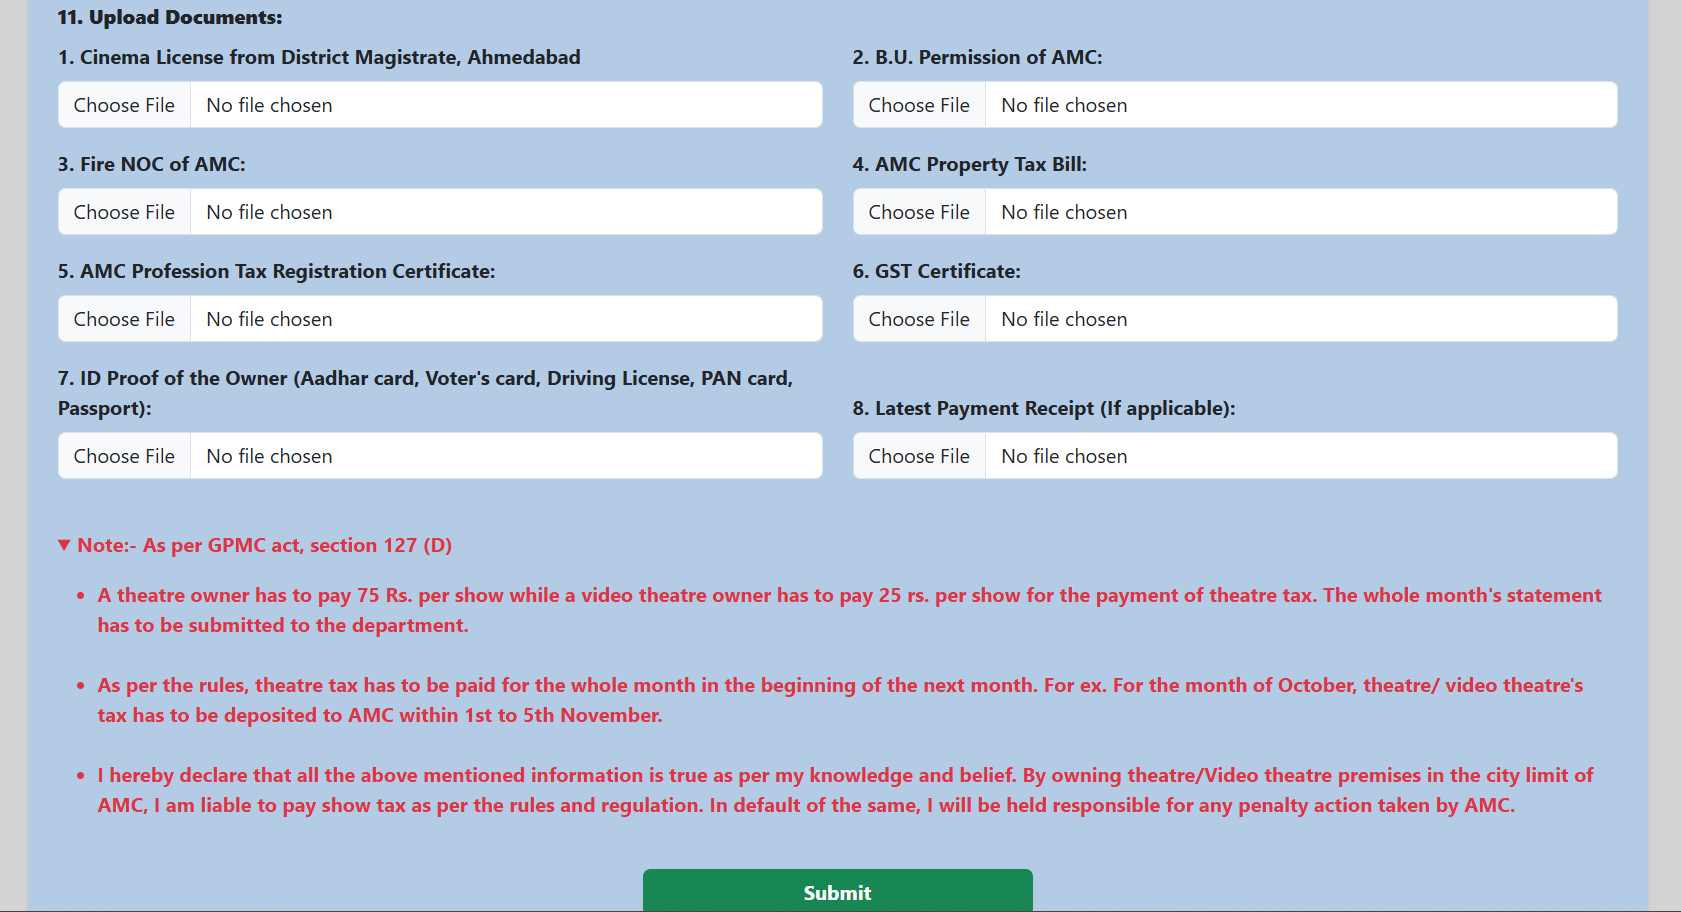 11. Upload Documents:
1. Cinema License from District Magistrate, Ahmedabad
2. B.U. Permission of AMC:
Choose File No file chosen
Choose File No file chosen
3. Fire NOC of AMC:
4. AMC Property Tax Bill:
Choose File No file chosen
Choose File No file chosen
5. AMC Profession Tax Registration Certificate:
6. GST Certificate:
Choose File No file chosen
Choose File No file chosen
7. ID Proof of the Owner (Aadhar card, Voter's card, Driving License, PAN card,
Passport):
8. Latest Payment Receipt (If applicable):
Choose File No file chosen
Choose File No file chosen
▼ Note:- As per GPMC act, section 127 (D)
• A theatre owner has to pay 75 Rs. per show while a video theatre owner has to pay 25 rs. per show for the payment of theatre tax. The whole month's statement
has to be submitted to the department.
• As per the rules, theatre tax has to be paid for the whole month in the beginning of the next month. For ex. For the month of October, theatre/ video theatre's
tax has to be deposited to AMC within 1st to 5th November.
• I hereby declare that all the above mentioned information is true as per my knowledge and belief. By owning theatre/Video theatre premises in the city limit of
AMC, I am liable to pay show tax as per the rules and regulation. In default of the same, I will be held responsible for any penalty action taken by AMC.
Submit